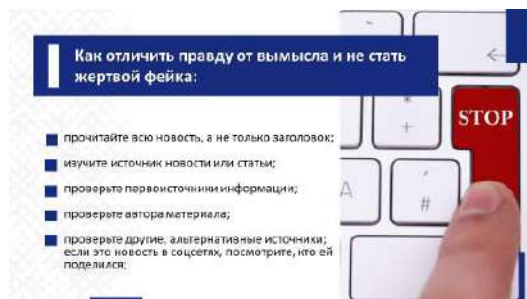 Как отличить правду от вымысла и не стать
жертвой фейка:
прочитайте всю новость, а не только заголовок;
изучите источник новости или статьи;
проверьте первоисточники информации;
проверьте автора материала;
проверьте другие, альтернативные источники;
если это новость в соцсетях, посмотрите, кто ей
поделился;
STOP
←
*
+
A
'
#